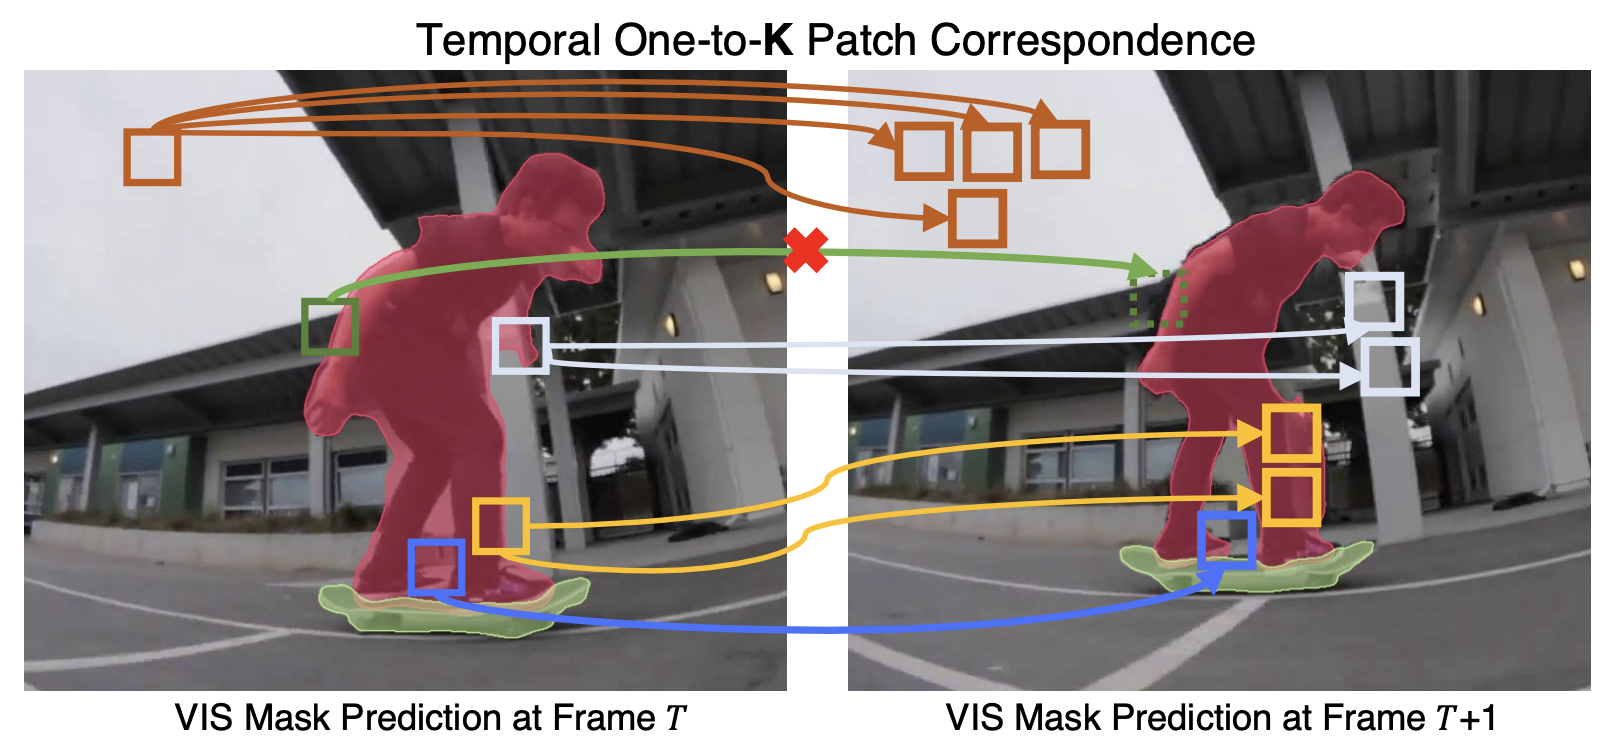 Temporal One-to-K Patch Correspondence
VIS Mask Prediction at Frame T
VIS Mask Prediction at Frame T+1